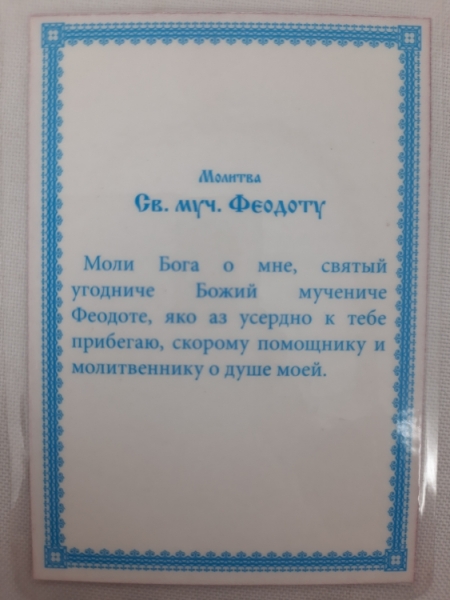 Молитва
Св. муч. Феодоту
Моли Бога о мне, святый
угодниче Божий мучениче
Феодоте, яко аз усердно к тебе
прибегаю, скорому помощнику и
молитвеннику о душе моей.